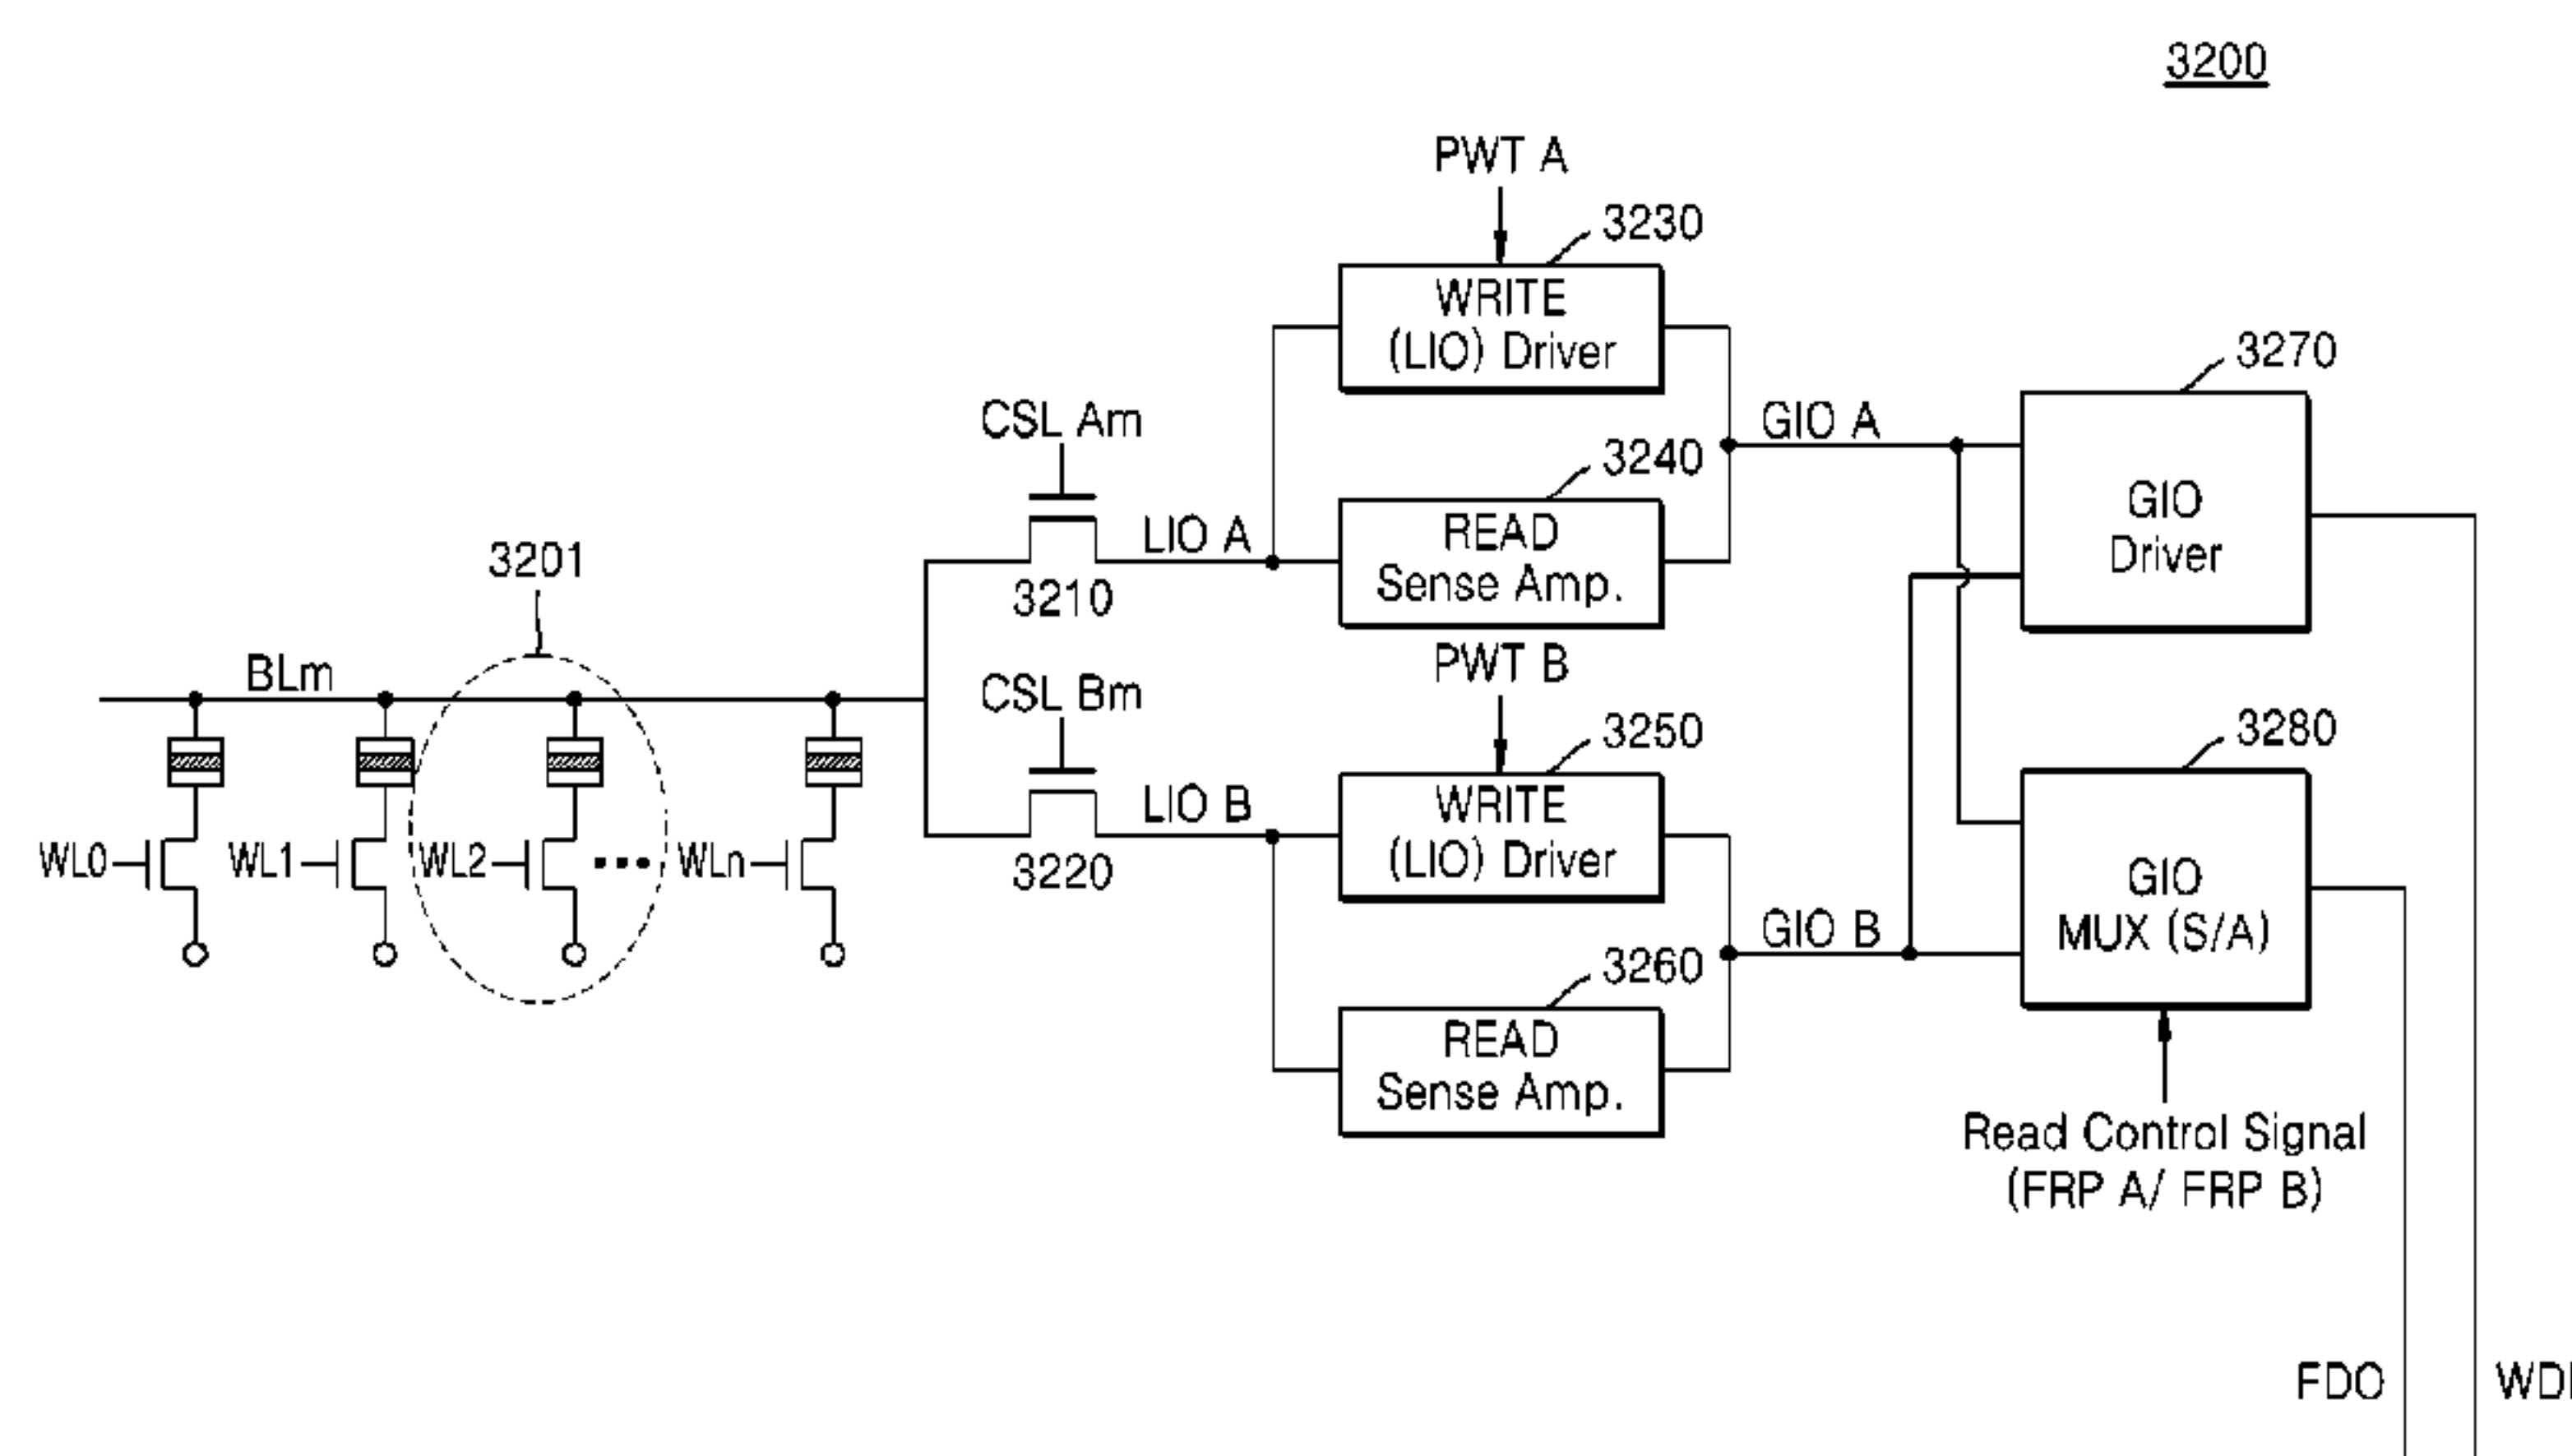 3200
PWT A
3230
WRITE
(LIO) Driver
3270
CSL Am
GIO A
3240
GIO
Driver
LIO A
READ
Sense Amp.
3210
3201
PWT B
BLm
CSL Bm
3250
3280
LIO B
WRITE
(LIO) Driver
WL0
WL1
WL2
WLn
3220
GIO
MUX (S/A)
GIO B
3260
READ
Sense Amp.
Read Control Signal
(FRP A/ FRP B)
FDO